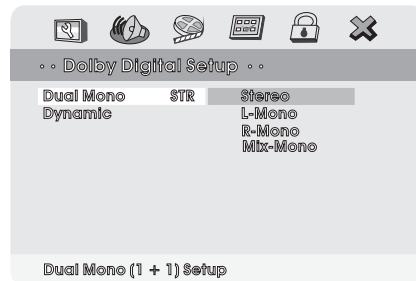 ·· Dolby Digital Setup ··
Dual Mono STR Stereo
Dynamic L-Mono
R-Mono
Mix-Mono
Dual Mono (1 + 1) Setup